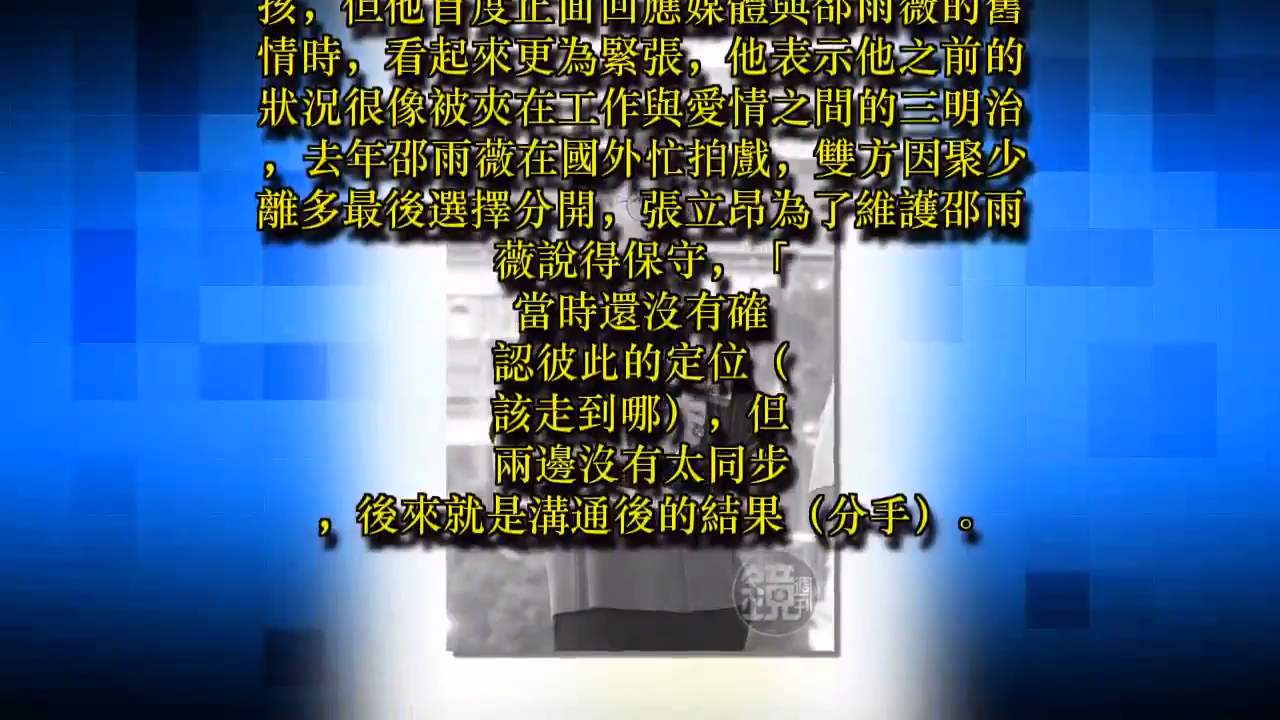 孩，但他首度正面回應媒體與邵雨薇的舊
情時，看起來更為緊張，他表示他之前的
狀況很像被夾在工作與愛情之間的三明治
，去年邵雨薇在國外忙拍戲，雙方因聚少
離多最後選擇分開，張立昂為了維護邵雨
薇說得保守，「
當時還沒有確
認彼此的定位（
該走到哪），但
兩邊沒有太同步
，後來就是溝通後的結果（分手）。
鏡週刊